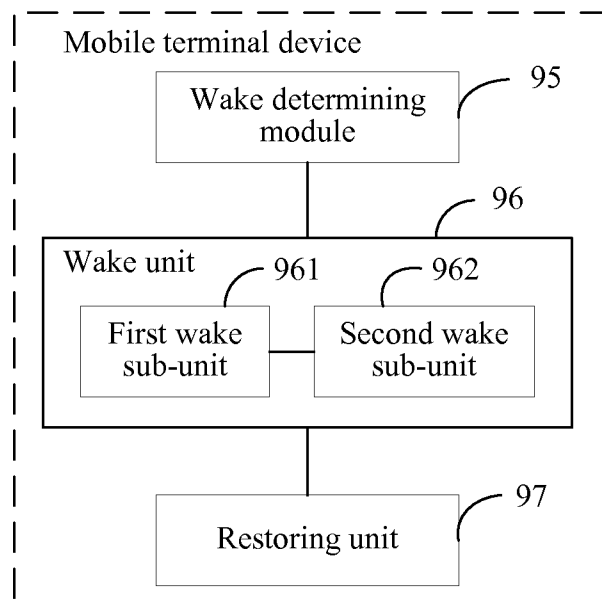 Mobile terminal device
Wake determining
module
95
96
Wake unit
961
962
First wake
sub-unit
Second wake
sub-unit
97
Restoring unit